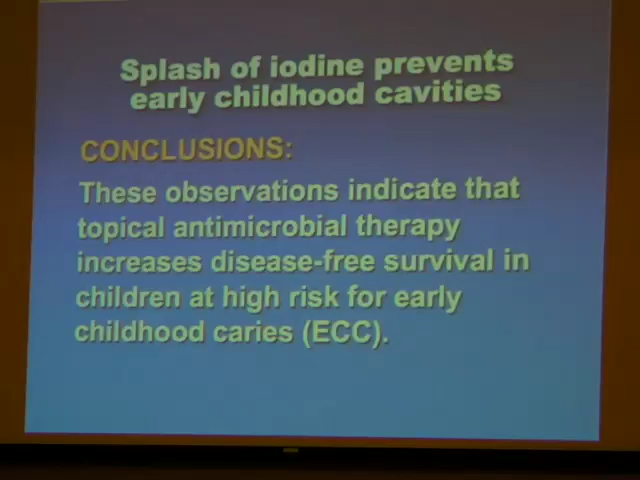 Splash of iodine prevents
early childhood cavities
CONCLUSIONS:
These observations indicate that
topical antimicrobial therapy
increases disease-free survival in
children at high risk for early
childhood caries (ECC).